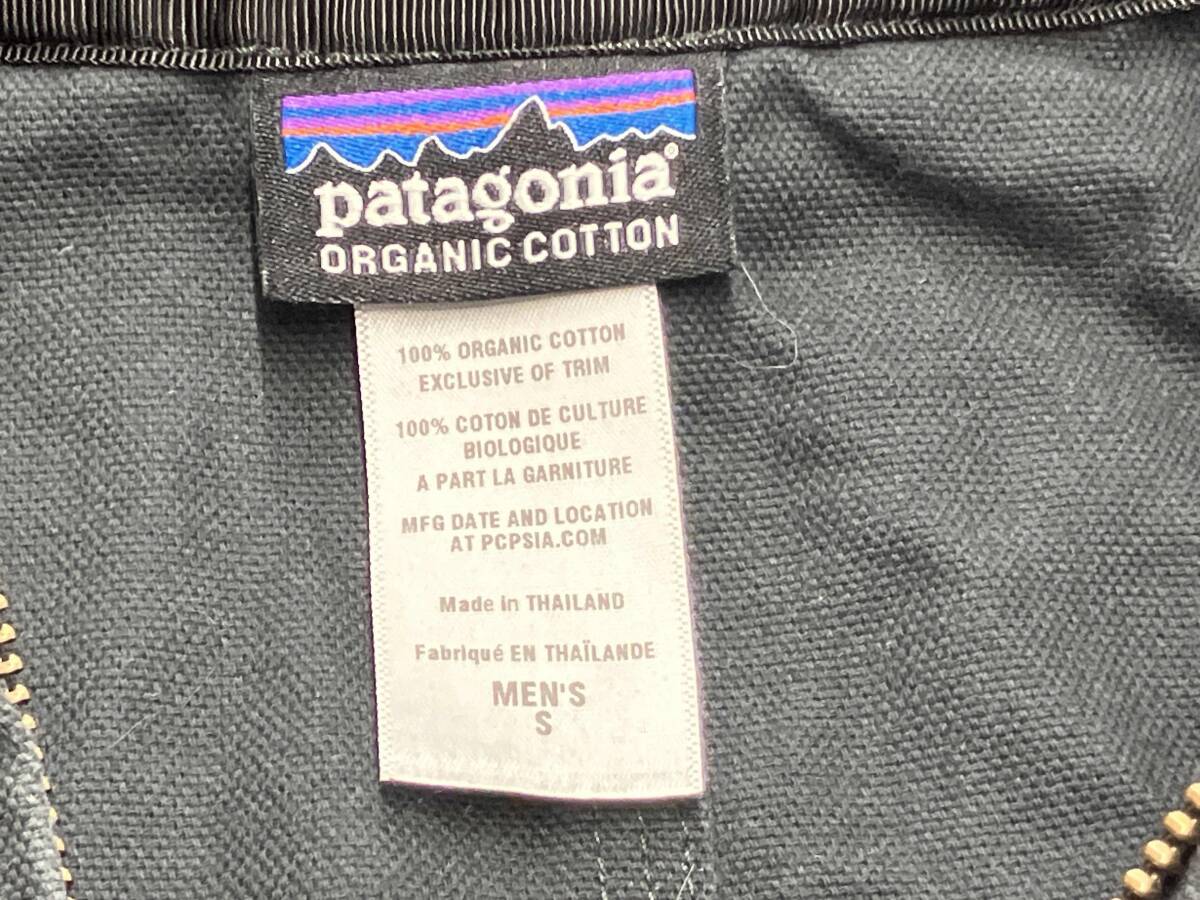 patagonia®
ORGANIC COTTON
100% ORGANIC COTTON
EXCLUSIVE OF TRIM
100% COTON DE CULTURE
BIOLOGIQUE
A PART LA GARNITURE
MFG DATE AND LOCATION
AT PCPSIA.COM
Made in THAILAND
Fabriqué EN THAÏLANDE
MEN'S
S